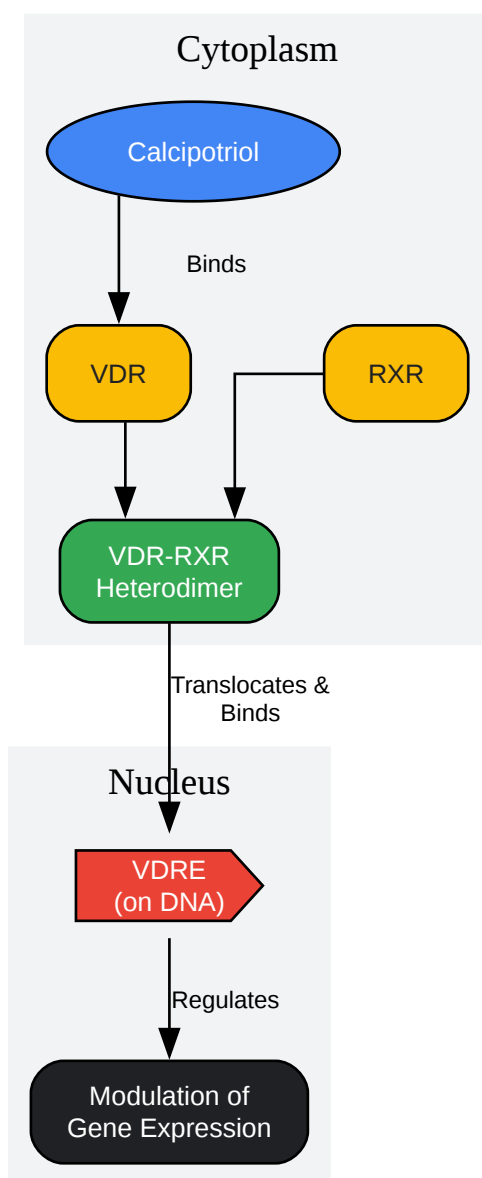 Cytoplasm
Calcipotriol
Binds
VDR
RXR
VDR-RXR
Heterodimer
Translocates &
Binds
Nucleus
VDRE
(on DNA)
Regulates
Modulation of
Gene Expression